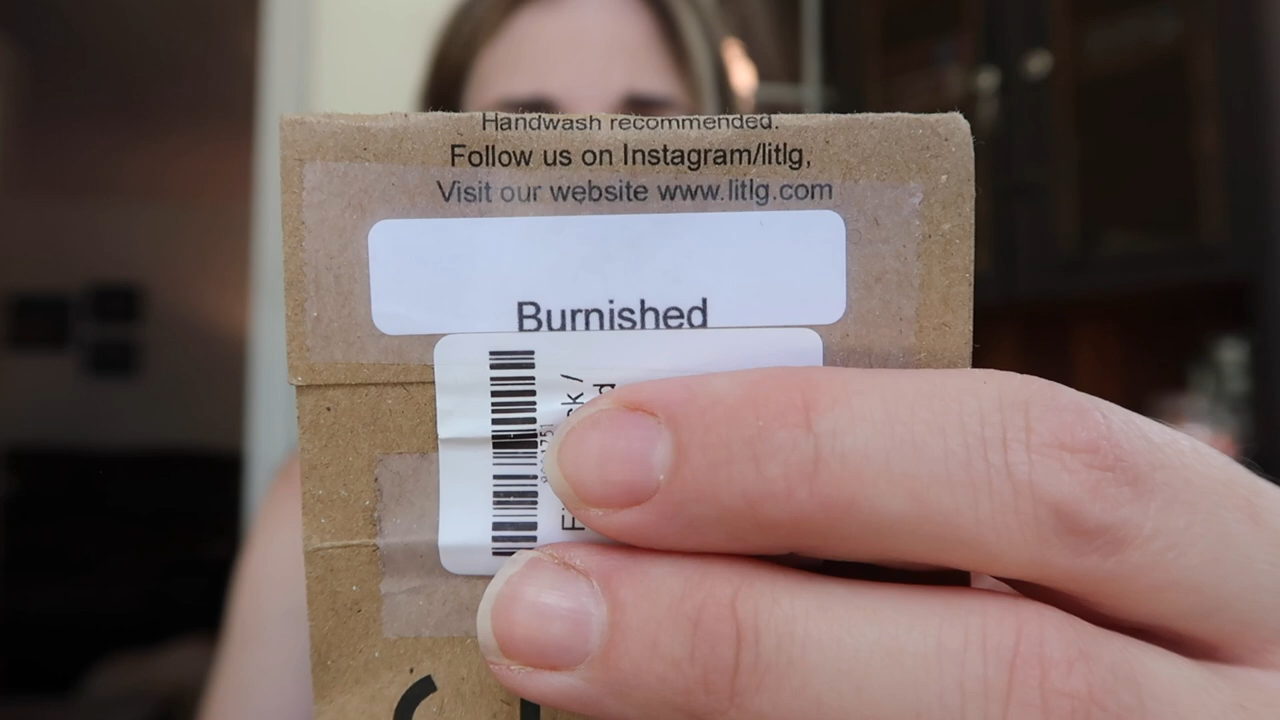 Handwash recommended.
Follow us on Instagram/litlg,
Visit our website www.litlg.com
Burnished